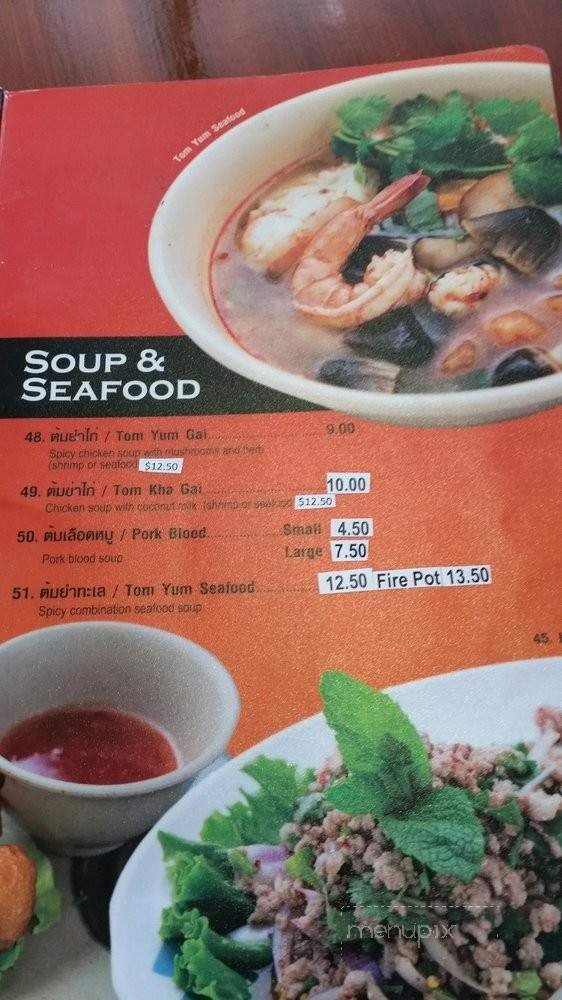 Tom Yum Seafood
SOUP &
SEAFOOD
48. ต้มยำไก่ / Tom Yum Gai 9.00
Spicy chicken soup with mushrooms and herb
(shrimp or seafood $12.50
49. ต้มข่าไก่ / Tom Kha Gai 10.00
Chicken soup with coconut milk (shrimp or seafood $12.50
50. ต้มเลือดหมู / Pork Blood Small 4.50
Large 7.50
Pork blood soup
51. ต้มยำทะเล / Tom Yum Seafood 12.50 Fire Pot 13.50
Spicy combination seafood soup
45.
menupix